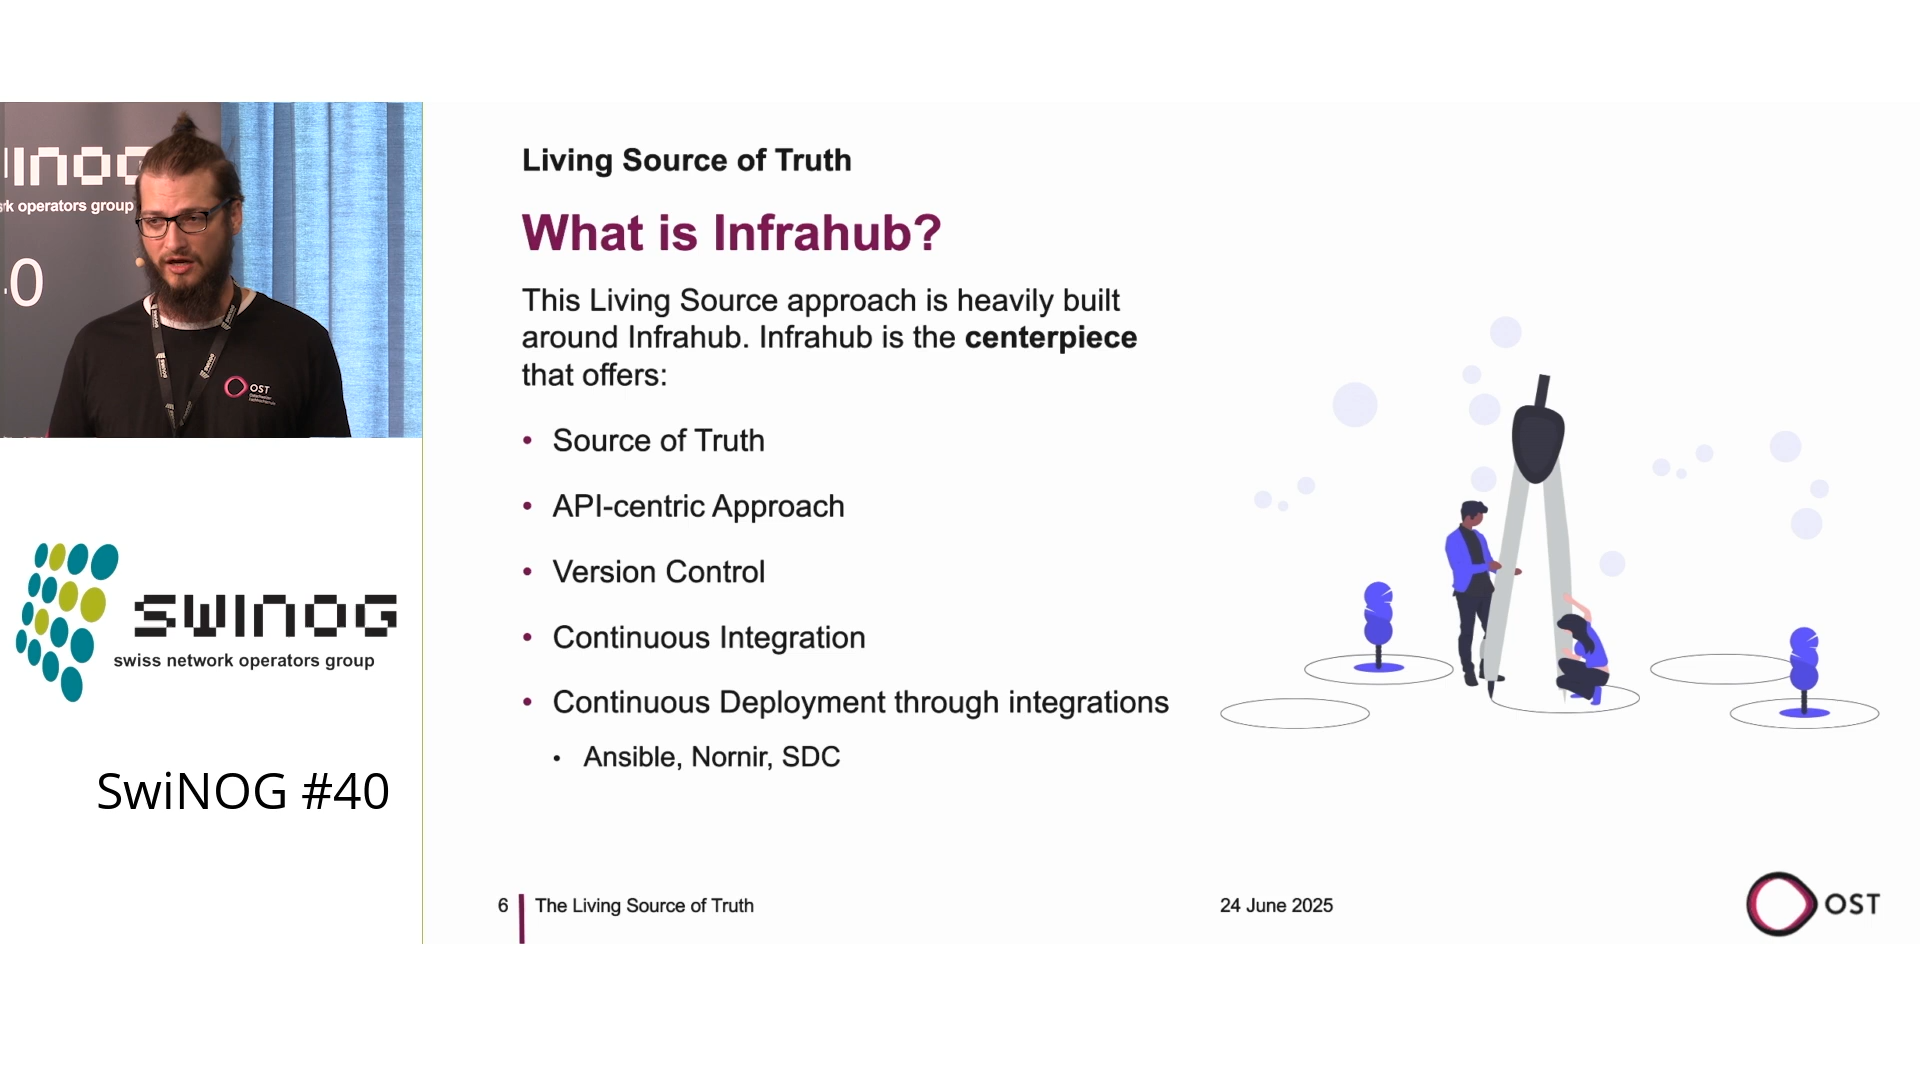 rk operators group
OST
Living Source of Truth
What is Infrahub?
This Living Source approach is heavily built
around Infrahub. Infrahub is the centerpiece
that offers:
• Source of Truth
• API-centric Approach
• Version Control
• Continuous Integration
• Continuous Deployment through integrations
• Ansible, Nornir, SDC
swinog
swiss network operators group
SwiNOG #40
6
The Living Source of Truth
24 June 2025
OST